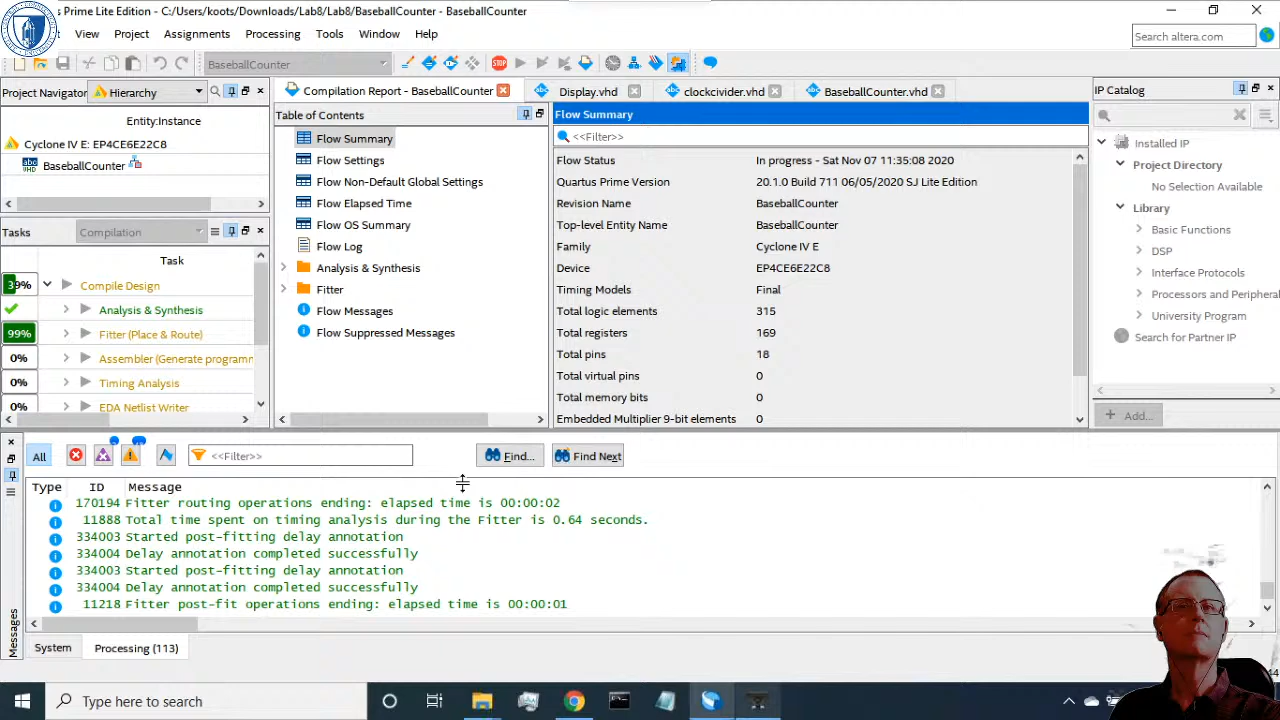 s Prime Lite Edition - C:/Users/koots/Downloads/Lab8/Lab8/BaseballCounter - BaseballCounter
View Project Assignments Processing Tools Window Help
Search altera.com
BaseballCounter
Project Navigator Hierarchy
Entity:Instance
Cyclone IV E: EP4CE6E22C8
BaseballCounter
Tasks Compilation
Task
39% Compile Design
Analysis & Synthesis
99% Fitter (Place & Route)
0% Assembler (Generate programm
0% Timing Analysis
0% EDA Netlist Writer
Compilation Report - BaseballCounter
Display.vhd
clockcivider.vhd
BaseballCounter.vhd
Table of Contents
Flow Summary
Flow Settings
Flow Non-Default Global Settings
Flow Elapsed Time
Flow OS Summary
Flow Log
Analysis & Synthesis
Fitter
Flow Messages
Flow Suppressed Messages
Flow Summary
<<Filter>>
Flow Status In progress - Sat Nov 07 11:35:08 2020
Quartus Prime Version 20.1.0 Build 711 06/05/2020 SJ Lite Edition
Revision Name BaseballCounter
Top-level Entity Name BaseballCounter
Family Cyclone IV E
Device EP4CE6E22C8
Timing Models Final
Total logic elements 315
Total registers 169
Total pins 18
Total virtual pins 0
Total memory bits 0
Embedded Multiplier 9-bit elements 0
IP Catalog
Installed IP
Project Directory
No Selection Available
Library
Basic Functions
DSP
Interface Protocols
Processors and Periphera
University Program
Search for Partner IP
+ Add...
All <<Filter>> Find... Find Next
Type ID Message
170194 Fitter routing operations ending: elapsed time is 00:00:02
11888 Total time spent on timing analysis during the Fitter is 0.64 seconds.
334003 Started post-fitting delay annotation
334004 Delay annotation completed successfully
334003 Started post-fitting delay annotation
334004 Delay annotation completed successfully
11218 Fitter post-fit operations ending: elapsed time is 00:00:01
Messages
System Processing (113)
Type here to search